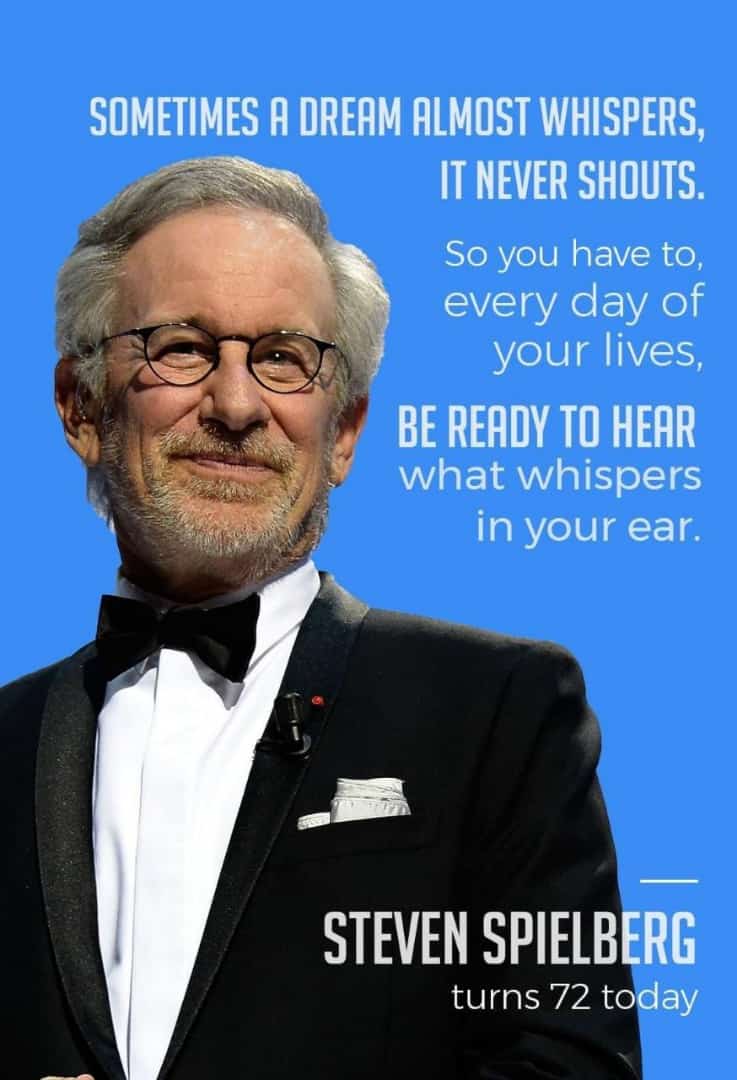 SOMETIMES A DREAM ALMOST WHISPERS,
IT NEVER SHOUTS.
So you have to,
every day of
your lives,
BE READY TO HEAR
what whispers
in your ear.
STEVEN SPIELBERG
turns 72 today